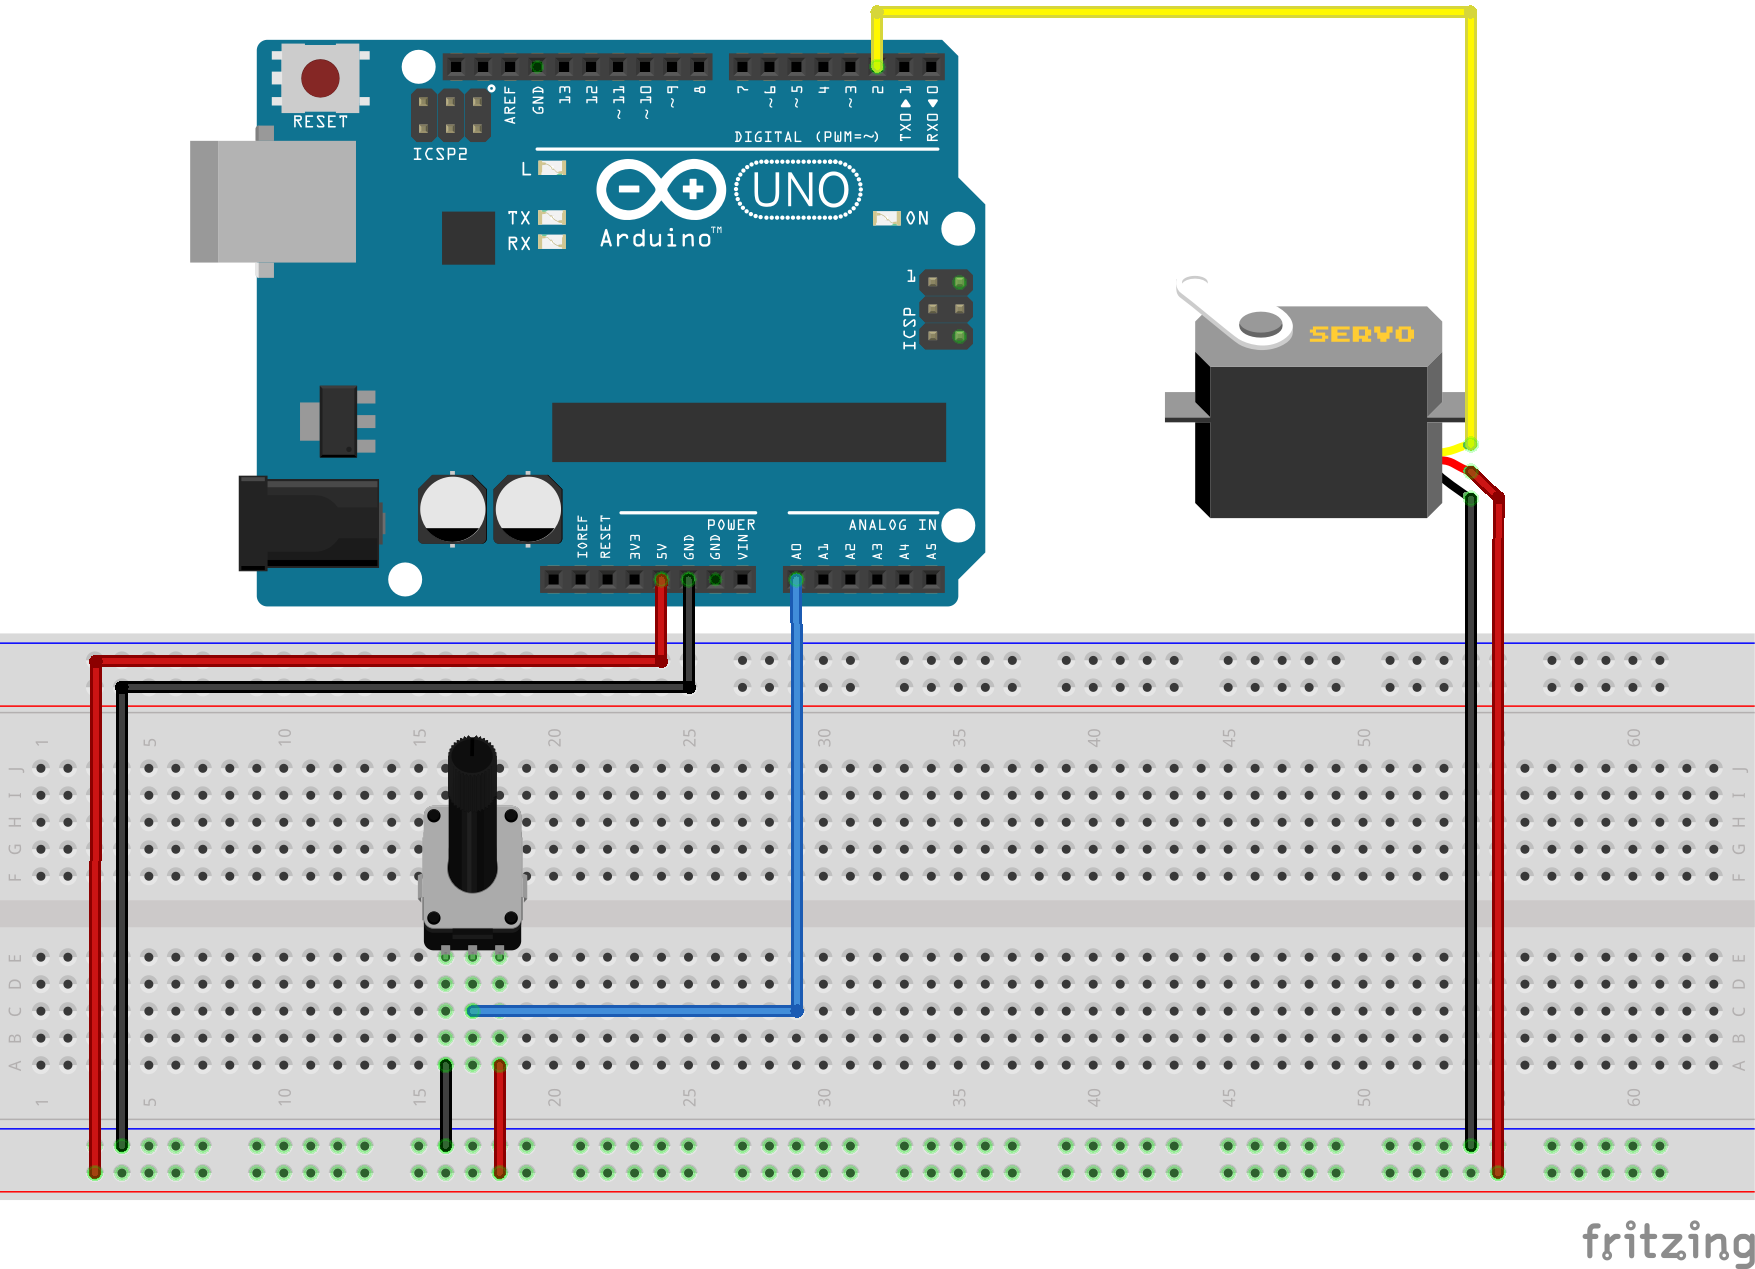 RESET
ICSP2
AREF
GND
13
12
~11
~10
~9
8
7
~6
~5
4
~3
2
TX0▶1
RX0◀0
DIGITAL (PWM=~)
L
TX
RX
UNO
Arduino™
ON
1
ICSP
SERVO
IOREF
RESET
3V3
5V
GND
GND
VIN
POWER
ANALOG IN
A0
A1
A2
A3
A4
A5
1 5 10 15 20 25 30 35 40 45 50 60
J J
I I
H H
G G
F F
E E
D D
C C
B B
A A
1 5 10 15 20 25 30 35 40 45 50 60
fritzing